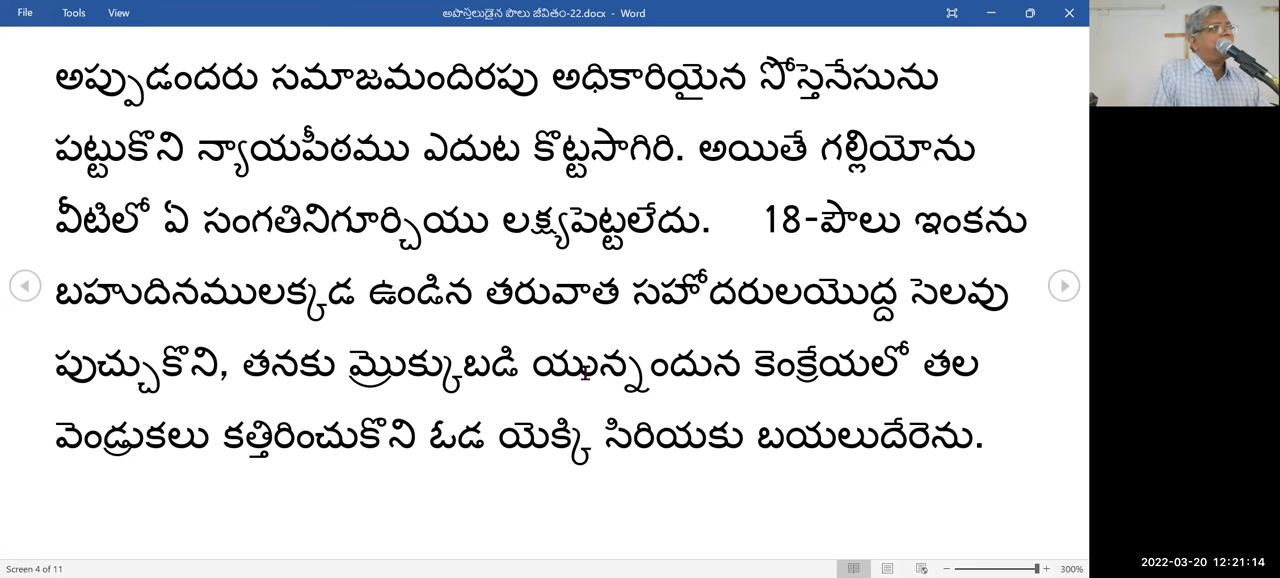 File Tools View అపొస్తలుడైన పౌలు జీవితం-22.docx - Word
అప్పుడందరు సమాజమందిరపు అధికారియైన సోస్తెనేసును
పట్టుకొని న్యాయపీఠము ఎదుట కొట్టసాగిరి. అయితే గల్లియోను
వీటిలో ఏ సంగతినిగూర్చియు లక్ష్యపెట్టలేదు. 18-పౌలు ఇంకను
బహుదినములక్కడ ఉండిన తరువాత సహోదరులయొద్ద సెలవు
పుచ్చుకొని, తనకు మ్రొక్కుబడి యున్నందున కెంక్రేయలో తల
వెండ్రుకలు కత్తిరించుకొని ఓడ యెక్కి సిరియకు బయలుదేరెను.
Screen 4 of 11 300%
2022-03-20 12:21:14